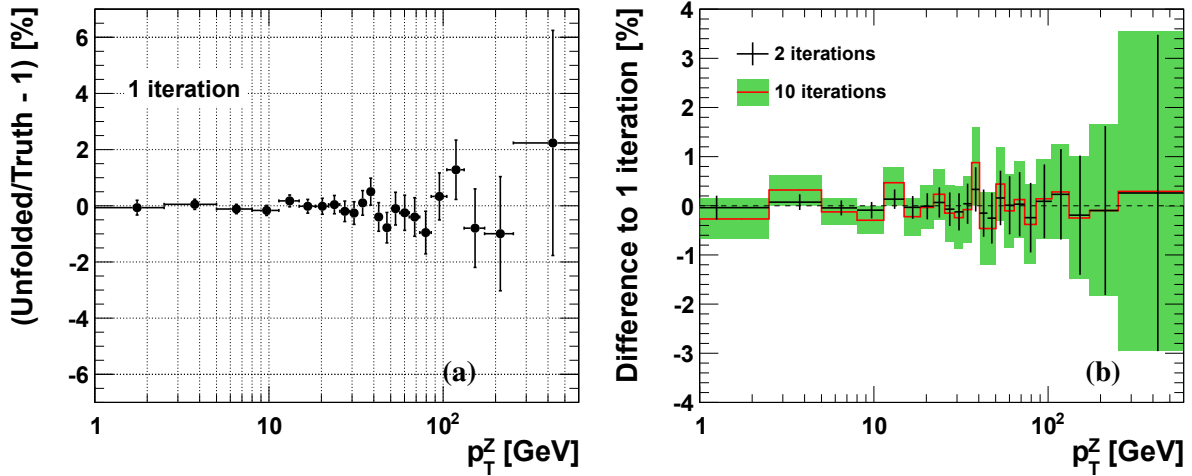 (Unfolded/Truth - 1) [%]
6
4
2
0
-2
-4
-6
1 iteration
(a)
1
10
10²
p_T^Z [GeV]
Difference to 1 iteration [%]
4
3
2
1
0
-1
-2
-3
-4
2 iterations
10 iterations
(b)
1
10
10²
p_T^Z [GeV]